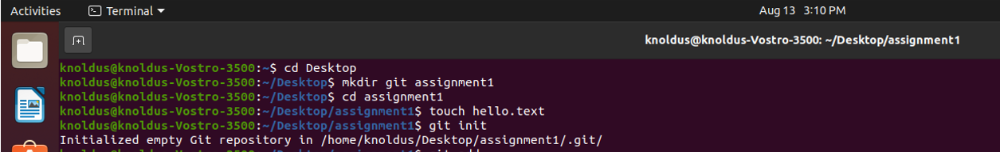 Activities Terminal Aug 13 3:10 PM
knoldus@knoldus-Vostro-3500: ~/Desktop/assignment1
knoldus@knoldus-Vostro-3500:~$ cd Desktop
knoldus@knoldus-Vostro-3500:~/Desktop$ mkdir git assignment1
knoldus@knoldus-Vostro-3500:~/Desktop$ cd assignment1
knoldus@knoldus-Vostro-3500:~/Desktop/assignment1$ touch hello.text
knoldus@knoldus-Vostro-3500:~/Desktop/assignment1$ git init
Initialized empty Git repository in /home/knoldus/Desktop/assignment1/.git/